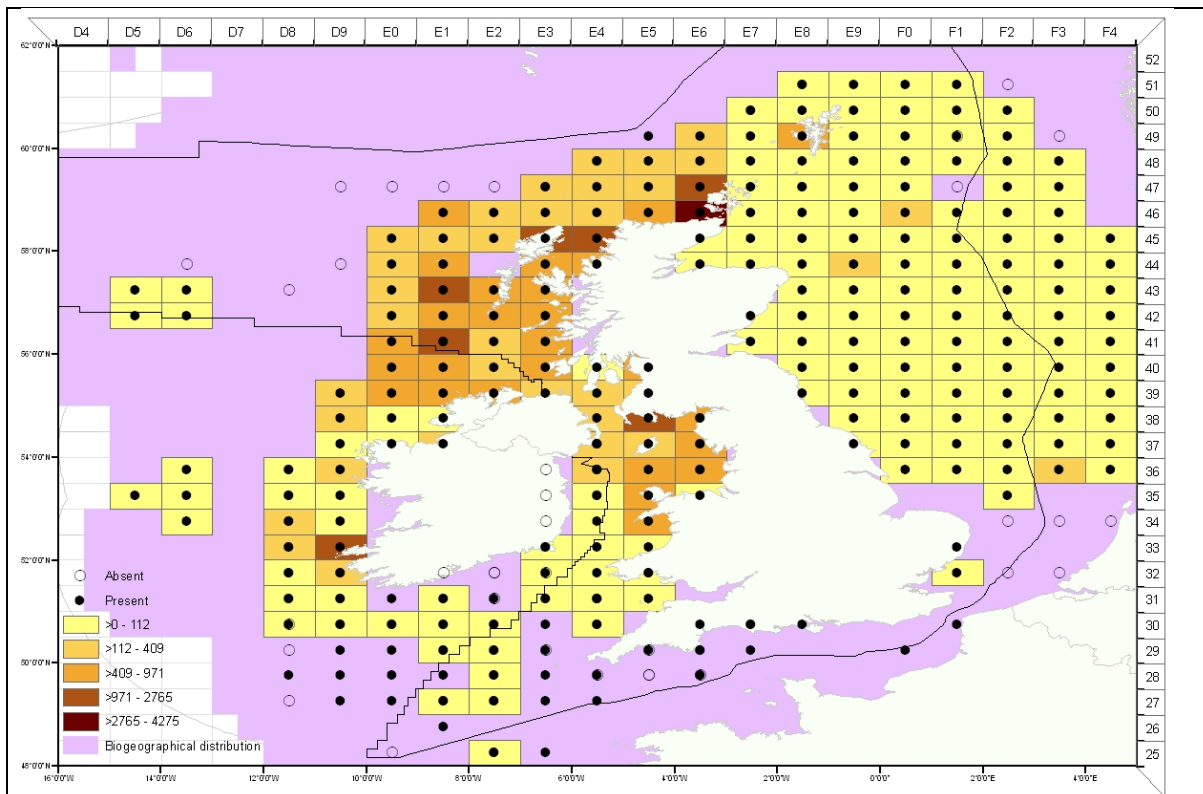 D4 D5 D6 D7 D8 D9 E0 E1 E2 E3 E4 E5 E6 E7 E8 E9 F0 F1 F2 F3 F4
62°0'0"N
52
51
50
49
60°0'0"N
48
47
46
45
58°0'0"N
44
43
42
41
56°0'0"N
40
39
38
37
54°0'0"N
36
35
34
33
52°0'0"N
32
31
30
29
50°0'0"N
28
27
26
25
48°0'0"N
Absent
Present
>0 - 112
>112 - 409
>409 - 971
>971 - 2765
>2765 - 4275
Biogeographical distribution
16°0'0"W 14°0'0"W 12°0'0"W 10°0'0"W 8°0'0"W 6°0'0"W 4°0'0"W 2°0'0"W 0°0'0" 2°0'0"E 4°0'0"E